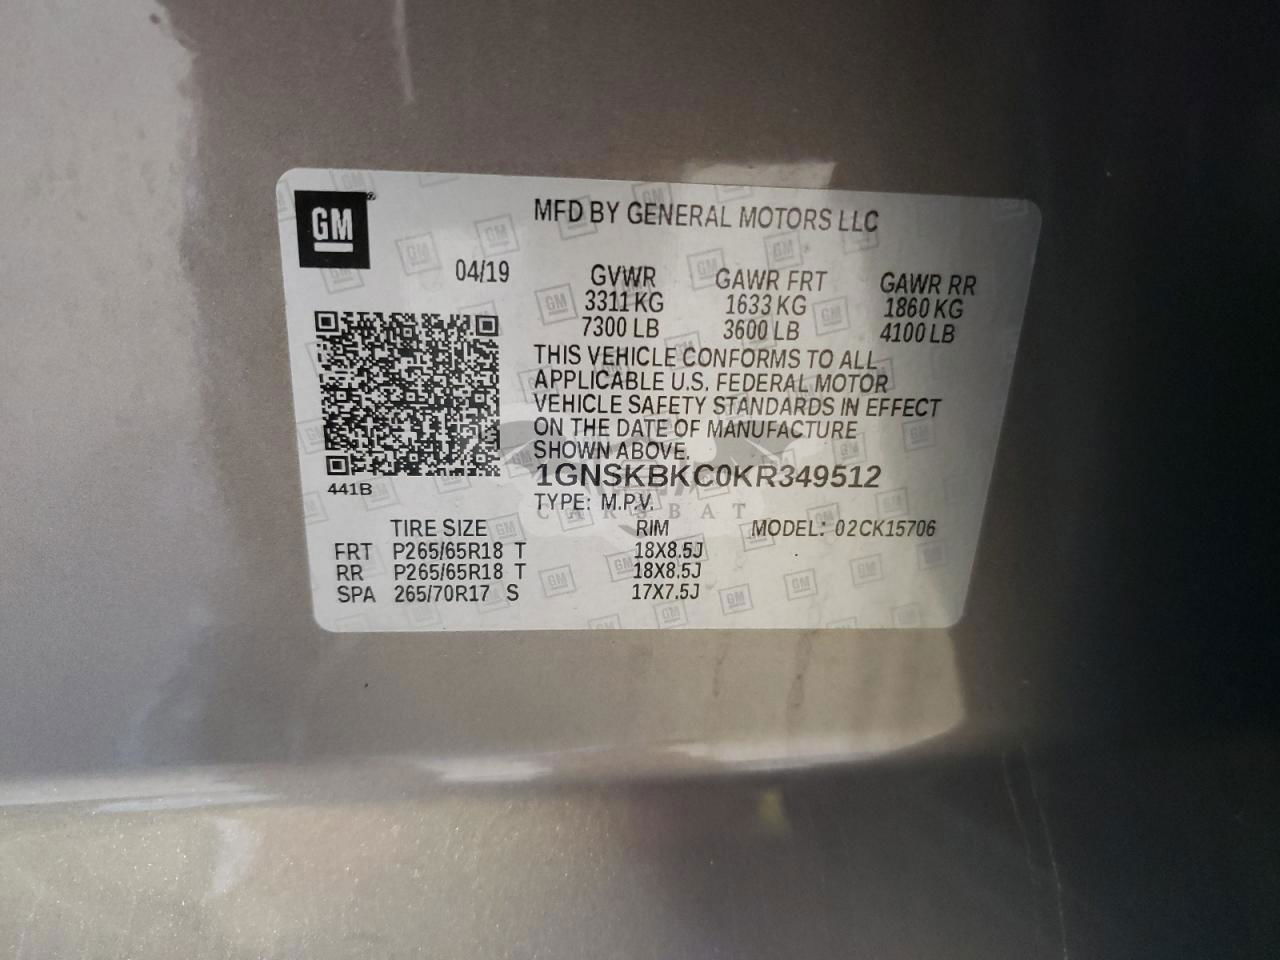 GM
MFD BY GENERAL MOTORS LLC
04/19
GVWR GAWR FRT GAWR RR
3311 KG 1633 KG 1860 KG
7300 LB 3600 LB 4100 LB
THIS VEHICLE CONFORMS TO ALL
APPLICABLE U.S. FEDERAL MOTOR
VEHICLE SAFETY STANDARDS IN EFFECT
ON THE DATE OF MANUFACTURE
SHOWN ABOVE.
1GNSKBKC0KR349512
441B
TYPE: M.P.V.
CARSBAT
TIRE SIZE RIM MODEL: 02CK15706
FRT P265/65R18 T 18X8.5J
RR P265/65R18 T 18X8.5J
SPA 265/70R17 S 17X7.5J